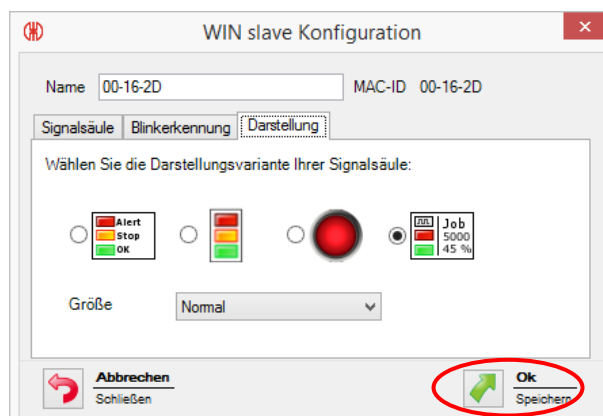 WIN slave Konfiguration
Name 00-16-2D MAC-ID 00-16-2D
Signalsäule Blinkerkennung Darstellung
Wählen Sie die Darstellungsvariante Ihrer Signalsäule:
Alert
Stop
OK
Job
5000
45 %
Größe Normal
Abbrechen
Schließen
Ok
Speichern